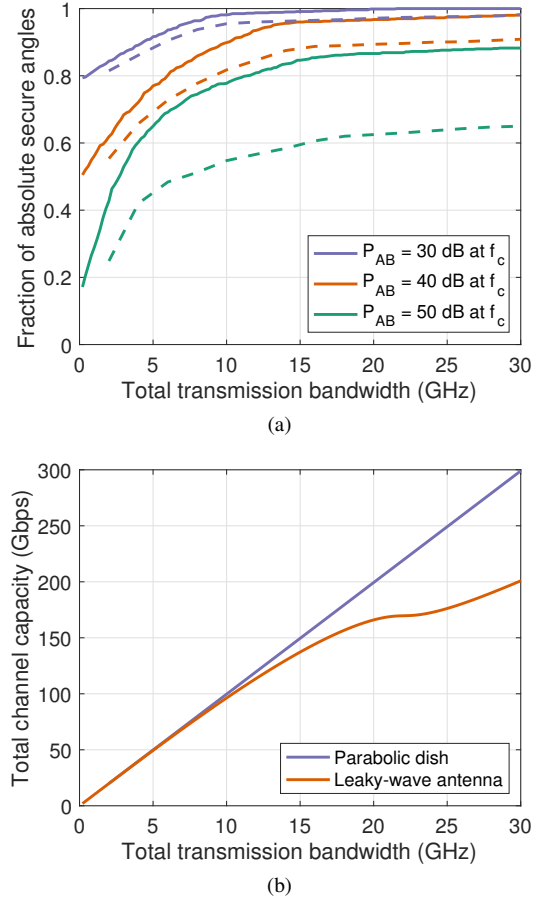 1
0.8
0.6
0.4
0.2
0
Fraction of absolute secure angles
P_AB = 30 dB at f_c
P_AB = 40 dB at f_c
P_AB = 50 dB at f_c
0 5 10 15 20 25 30
Total transmission bandwidth (GHz)
(a)
300
250
200
150
100
50
0
Total channel capacity (Gbps)
Parabolic dish
Leaky-wave antenna
0 5 10 15 20 25 30
Total transmission bandwidth (GHz)
(b)